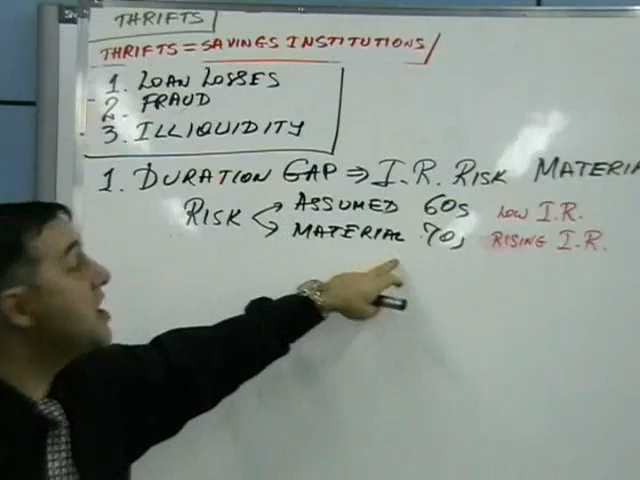 THRIFTS
THRIFTS = SAVINGS INSTITUTIONS
1. LOAN LOSSES
2. FRAUD
3. ILLIQUIDITY
1. DURATION GAP ⇒ I.R. RISK MATERIA
RISK ASSUMED 60s LOW I.R.
MATERIAL 70s RISING I.R.